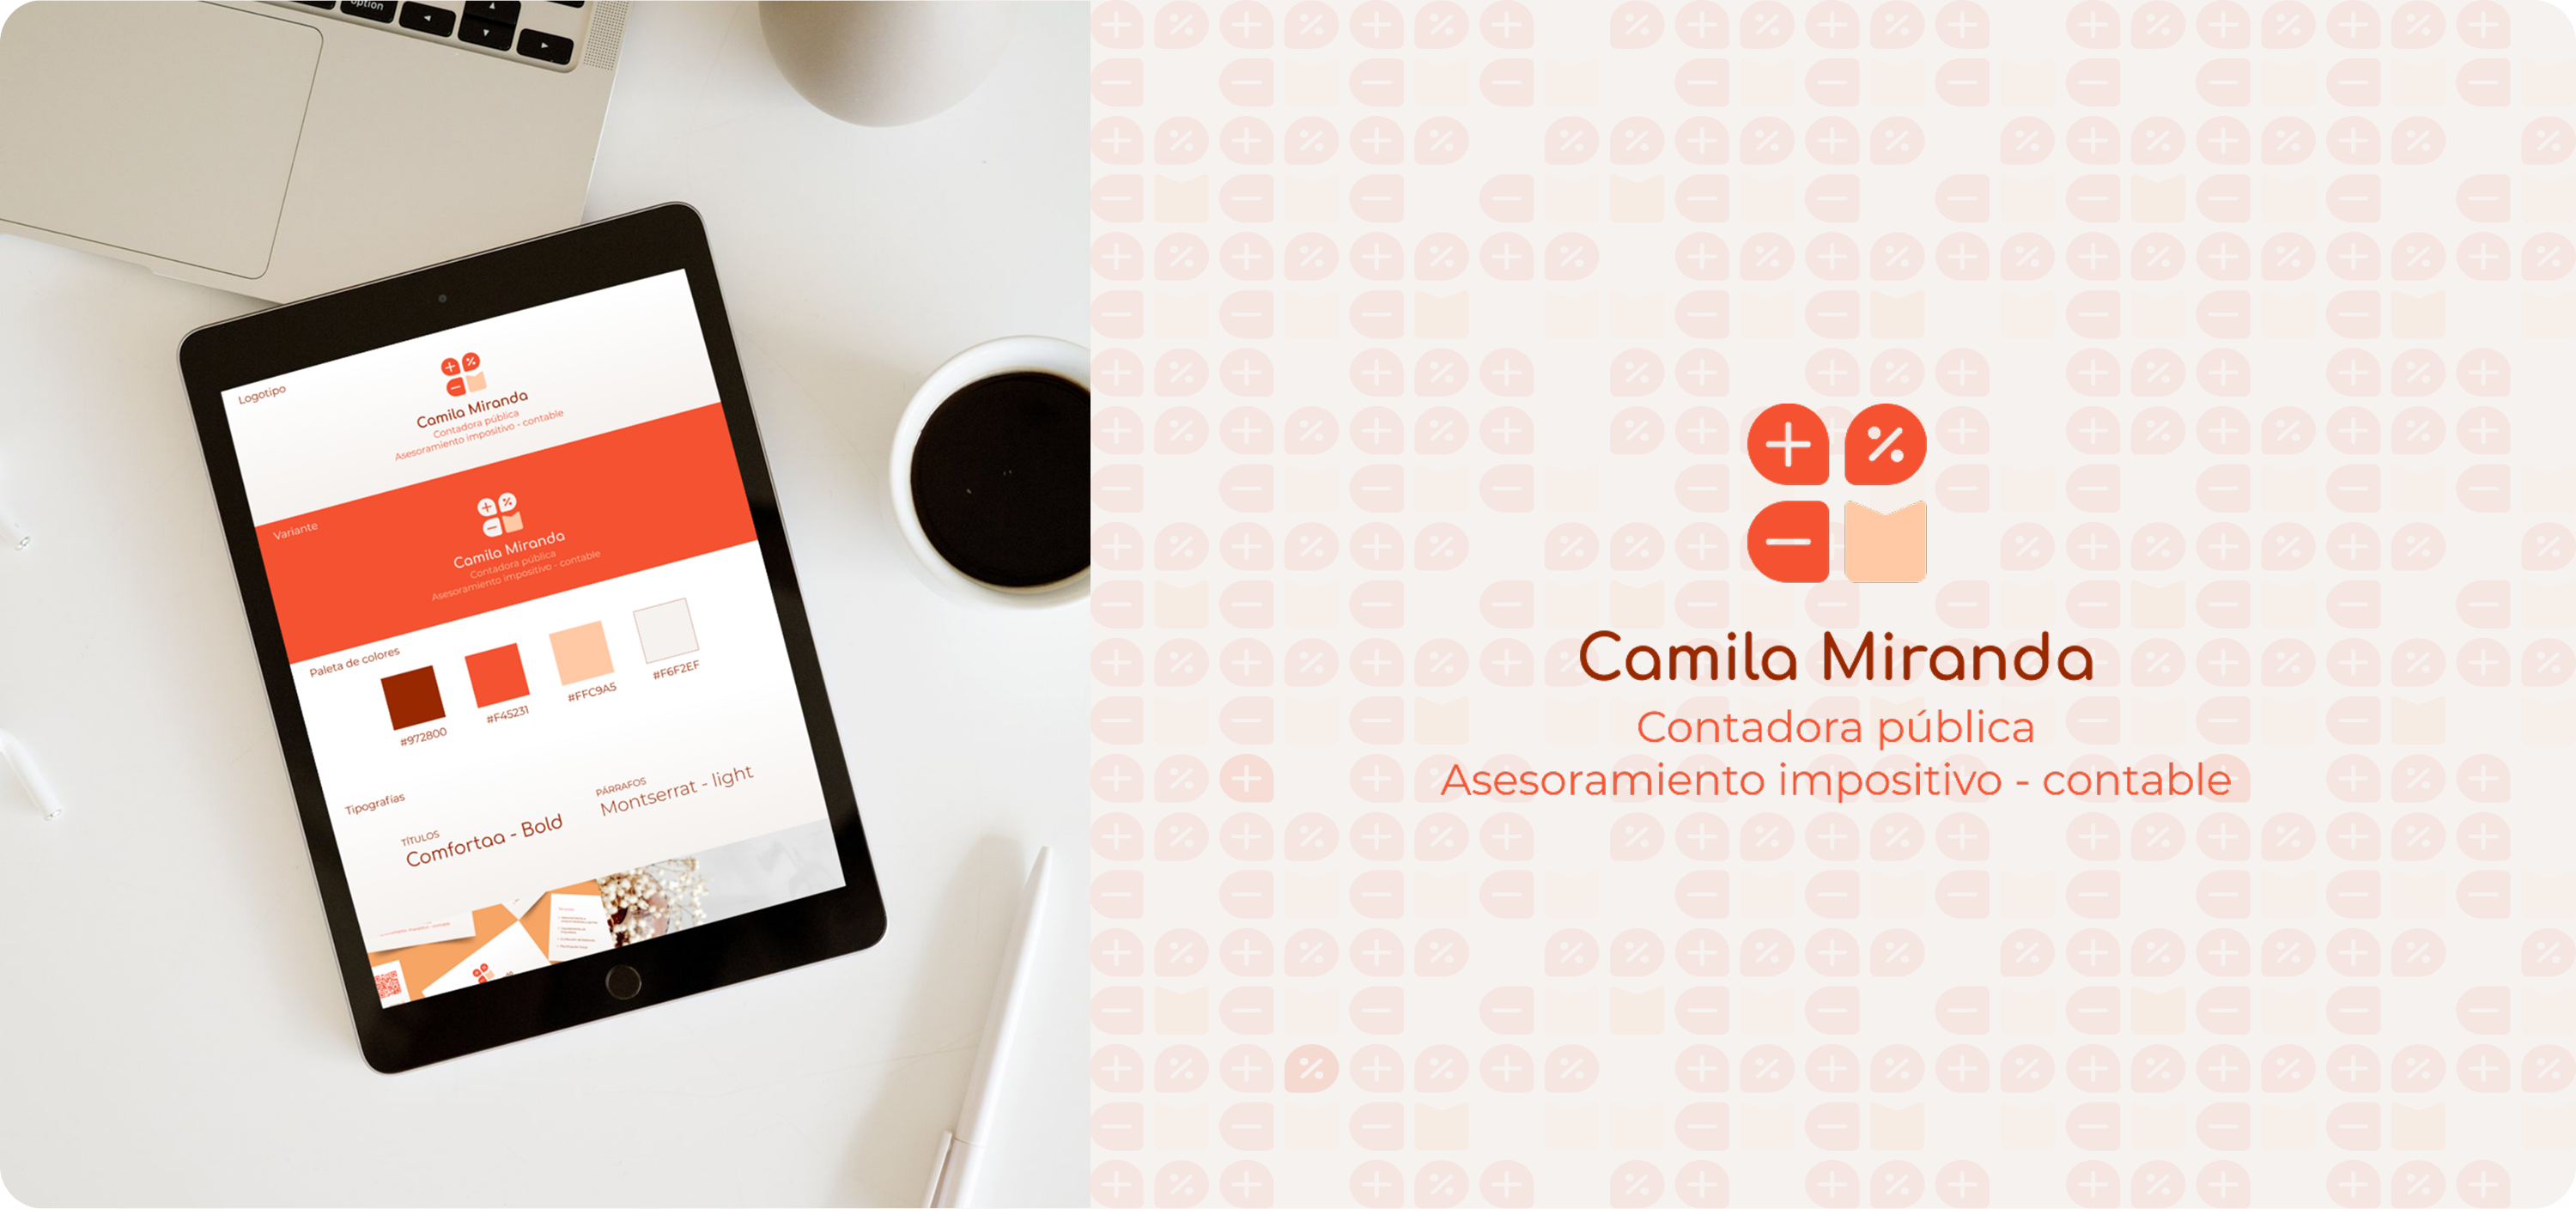 option
Logotipo
Camila Miranda
Contadora pública
Asesoramiento impositivo - contable
Variante
Camila Miranda
Contadora pública
Asesoramiento impositivo - contable
Paleta de colores
#972800
#F45231
#FFC9A5
#F6F2EF
Tipografías
TÍTULOS
Comfortaa - Bold
PÁRRAFOS
Montserrat - light
Camila Miranda
Contadora pública
Asesoramiento impositivo - contable